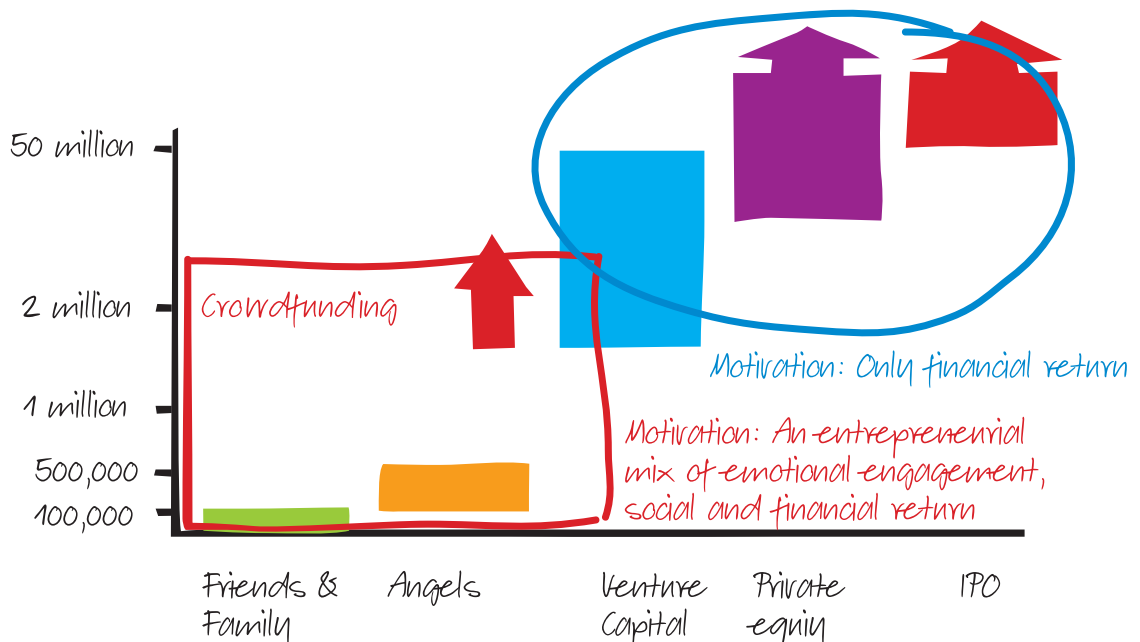 50 million
2 million
1 million
500,000
100,000
Crowdfunding
Motivation: Only financial return
Motivation: An entrepreneurial
mix of emotional engagement,
social and financial return
Friends &
Family
Angels
Venture
Capital
Private
equiy
IPO